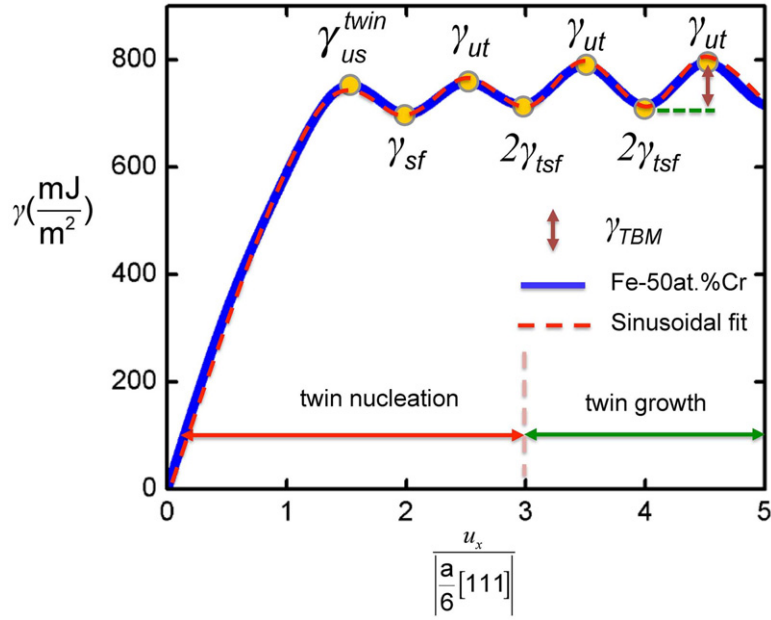 γ_us^twin γ_ut γ_ut γ_ut
800
γ_sf 2γ_tsf 2γ_tsf
600
γ(mJ/m²)
γ_TBM
400
Fe-50at.%Cr
Sinusoidal fit
200
twin nucleation twin growth
0
0 1 2 3 4 5
u_x
|a/6[111]|